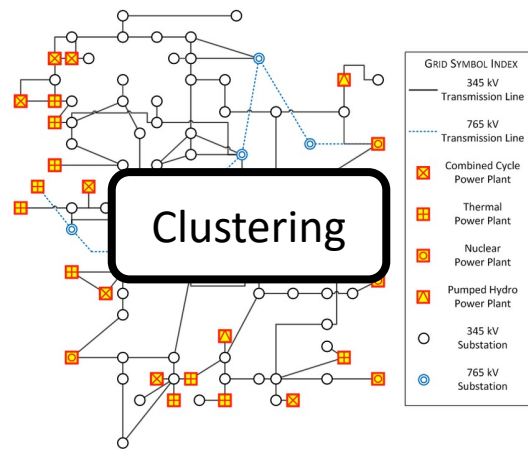 GRID SYMBOL INDEX
345 kV
Transmission Line
765 kV
Transmission Line
Combined Cycle
Power Plant
Thermal
Power Plant
Nuclear
Power Plant
Pumped Hydro
Power Plant
345 kV
Substation
765 kV
Substation
Clustering